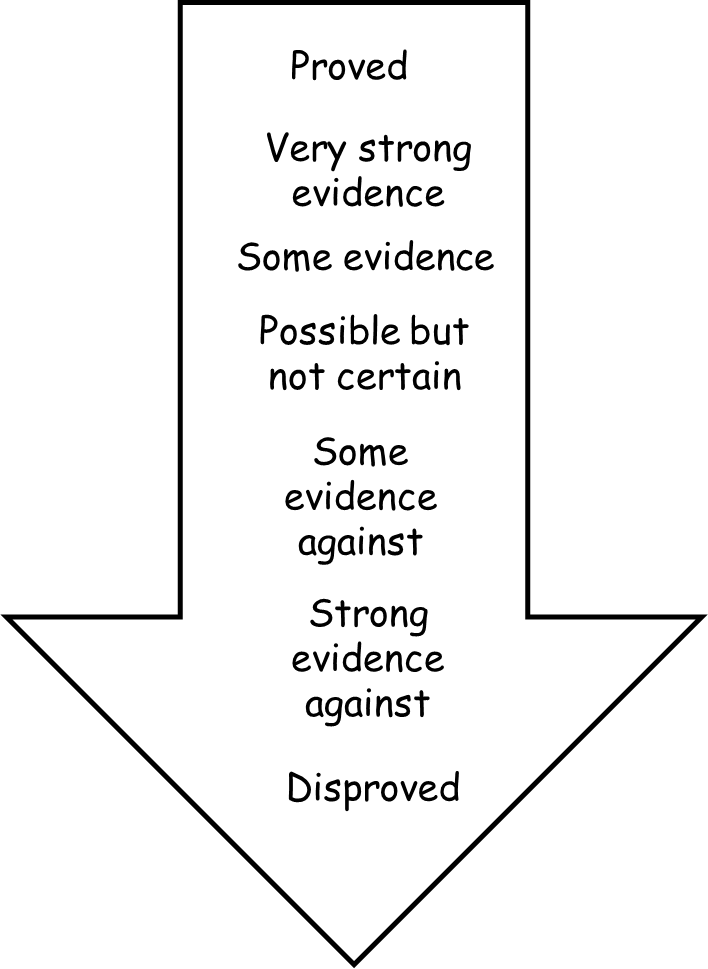 Proved
Very strong
evidence
Some evidence
Possible but
not certain
Some
evidence
against
Strong
evidence
against
Disproved